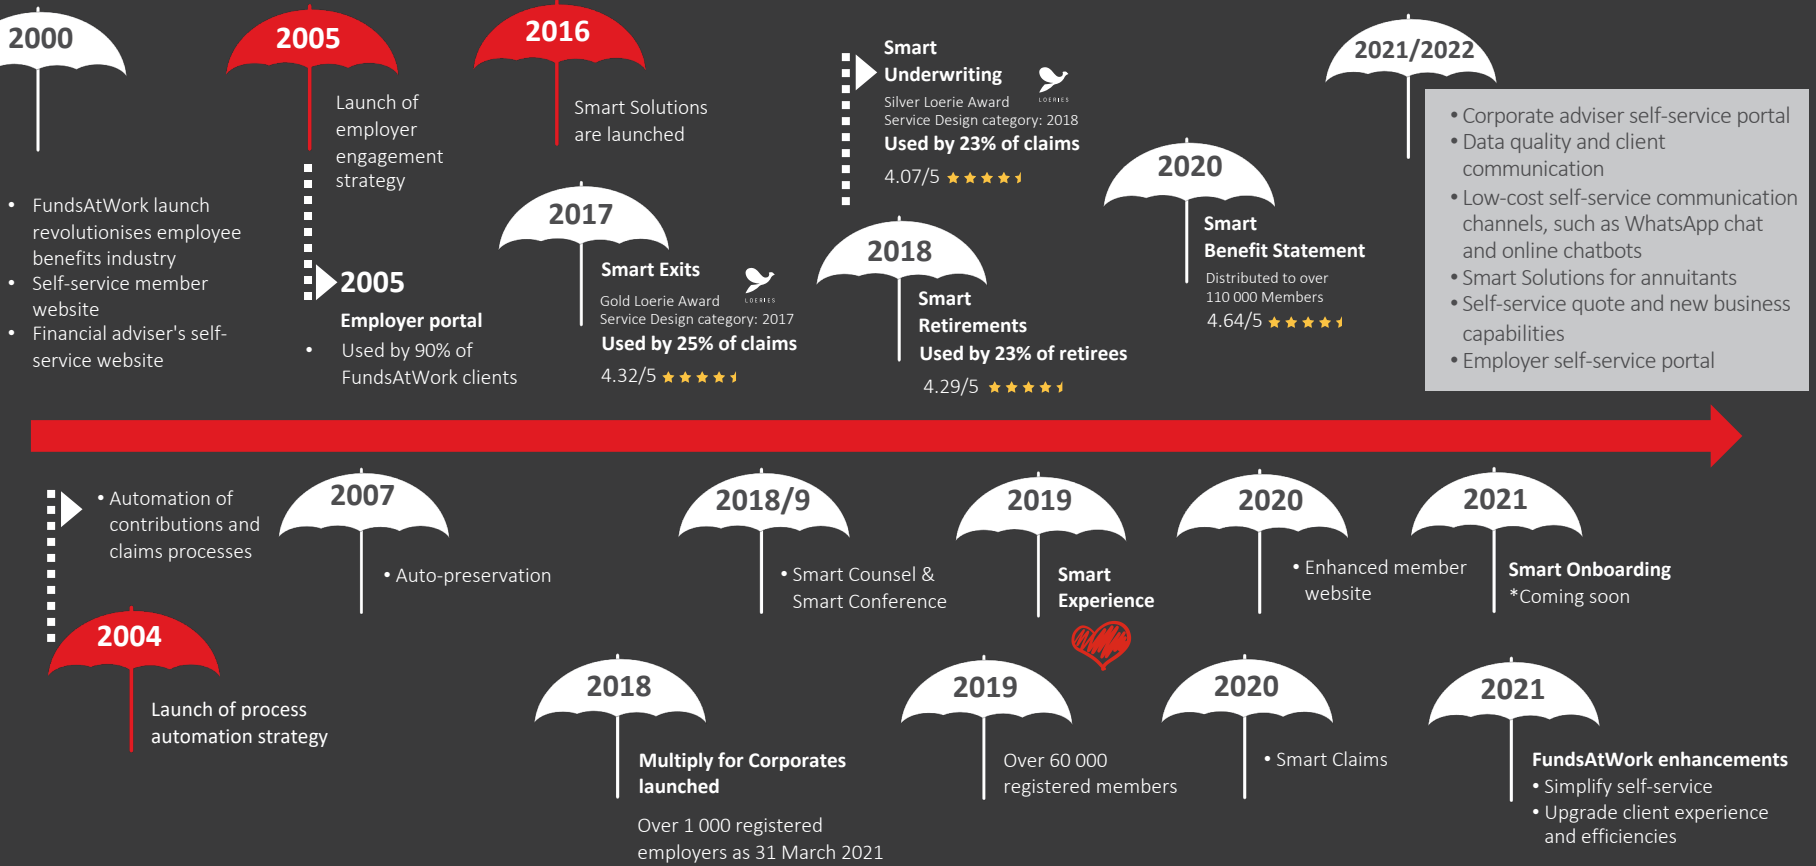 2000
• FundsAtWork launch
revolutionises employee
benefits industry
• Self-service member
website
• Financial adviser's self-
service website
2005
Launch of
employer
engagement
strategy
2005
Employer portal
• Used by 90% of
FundsAtWork clients
2016
Smart Solutions
are launched
2017
Smart Exits
LOERIES
Gold Loerie Award
Service Design category: 2017
Used by 25% of claims
4.32/5
Smart
Underwriting
LOERIES
Silver Loerie Award
Service Design category: 2018
Used by 23% of claims
4.07/5
2018
Smart
Retirements
Used by 23% of retirees
4.29/5
2020
Smart
Benefit Statement
Distributed to over
110 000 Members
4.64/5
2021/2022
• Corporate adviser self-service portal
• Data quality and client
communication
• Low-cost self-service communication
channels, such as WhatsApp chat
and online chatbots
• Smart Solutions for annuitants
• Self-service quote and new business
capabilities
• Employer self-service portal
• Automation of
contributions and
claims processes
2004
Launch of process
automation strategy
2007
• Auto-preservation
2018/9
• Smart Counsel &
Smart Conference
2019
Smart
Experience
2020
• Enhanced member
website
2021
Smart Onboarding
*Coming soon
2018
Multiply for Corporates
launched
Over 1 000 registered
employers as 31 March 2021
2019
Over 60 000
registered members
2020
• Smart Claims
2021
FundsAtWork enhancements
• Simplify self-service
• Upgrade client experience
and efficiencies